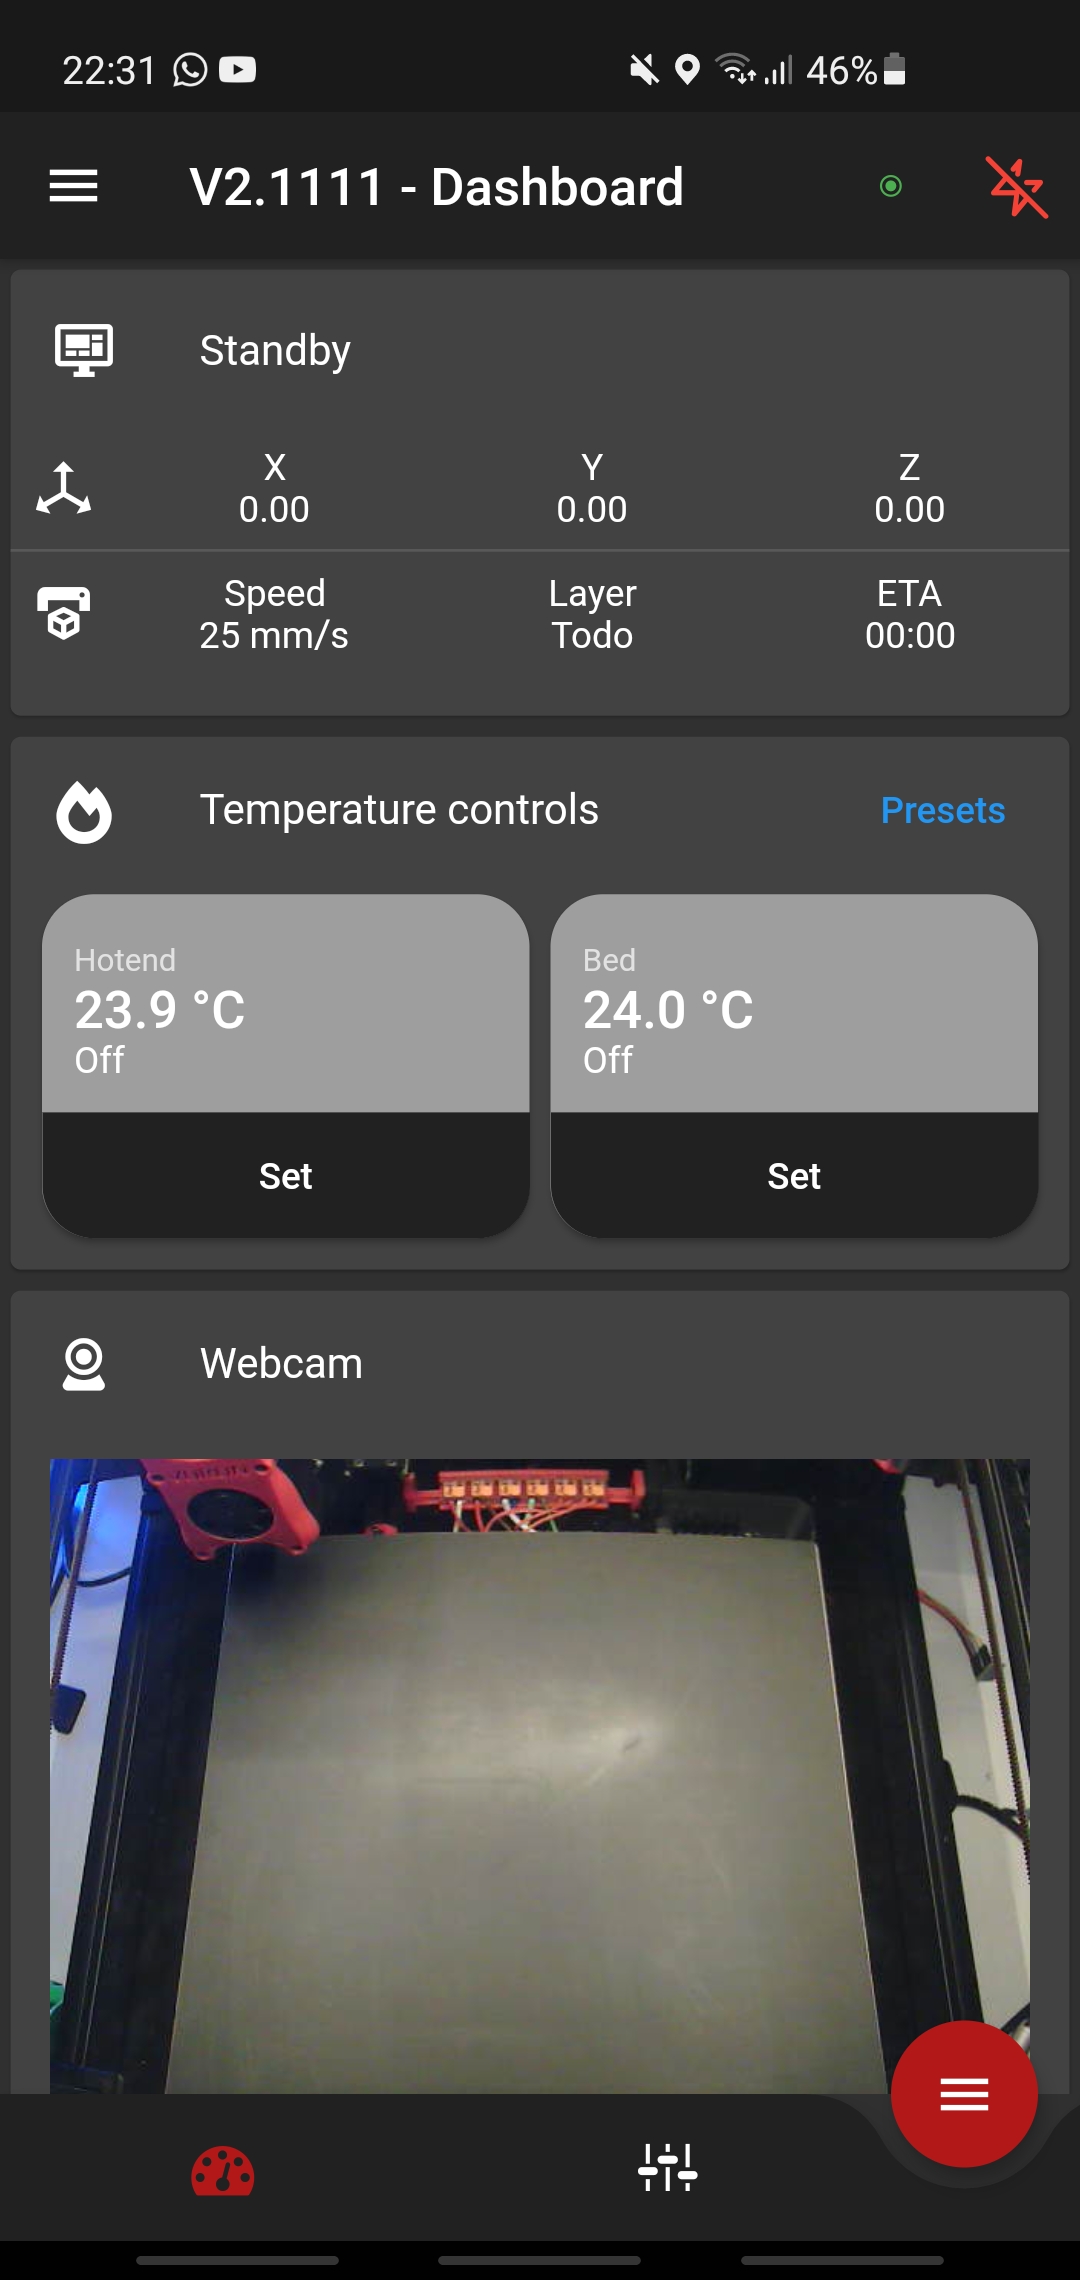 22:31
46%
V2.1111 - Dashboard
Standby
X Y Z
0.00 0.00 0.00
Speed Layer ETA
25 mm/s Todo 00:00
Temperature controls Presets
Hotend Bed
23.9 °C 24.0 °C
Off Off
Set Set
Webcam